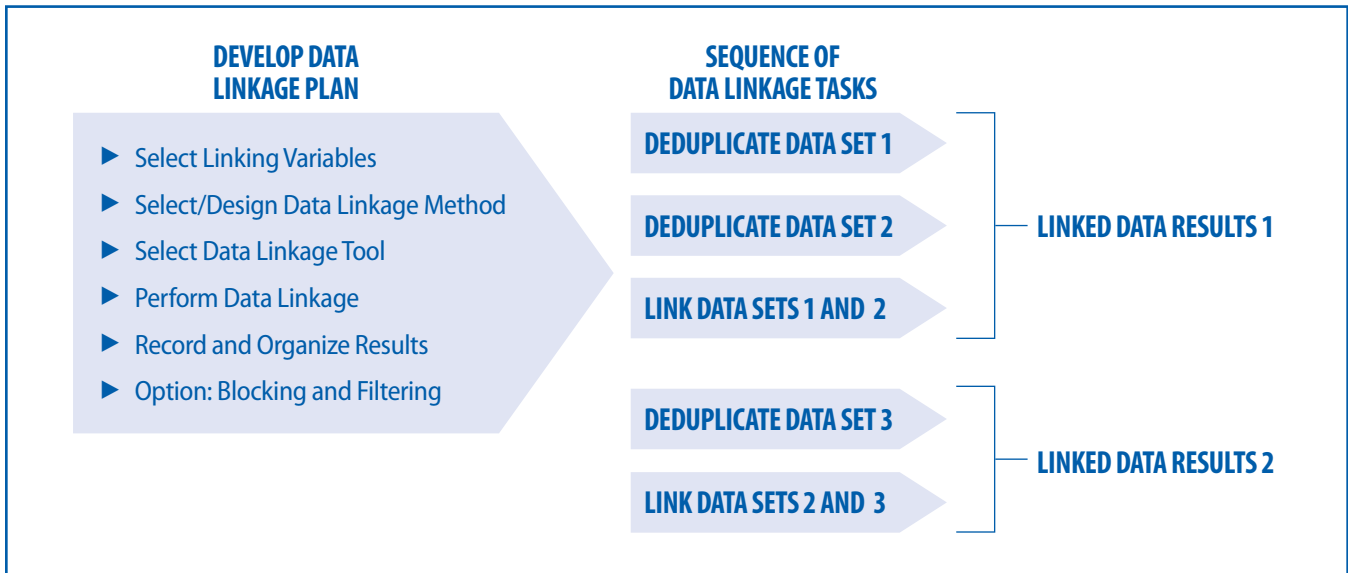 DEVELOP DATA
LINKAGE PLAN
► Select Linking Variables
► Select/Design Data Linkage Method
► Select Data Linkage Tool
► Perform Data Linkage
► Record and Organize Results
► Option: Blocking and Filtering
SEQUENCE OF
DATA LINKAGE TASKS
DEDUPLICATE DATA SET 1
DEDUPLICATE DATA SET 2
LINK DATA SETS 1 AND 2
LINKED DATA RESULTS 1
DEDUPLICATE DATA SET 3
LINK DATA SETS 2 AND 3
LINKED DATA RESULTS 2